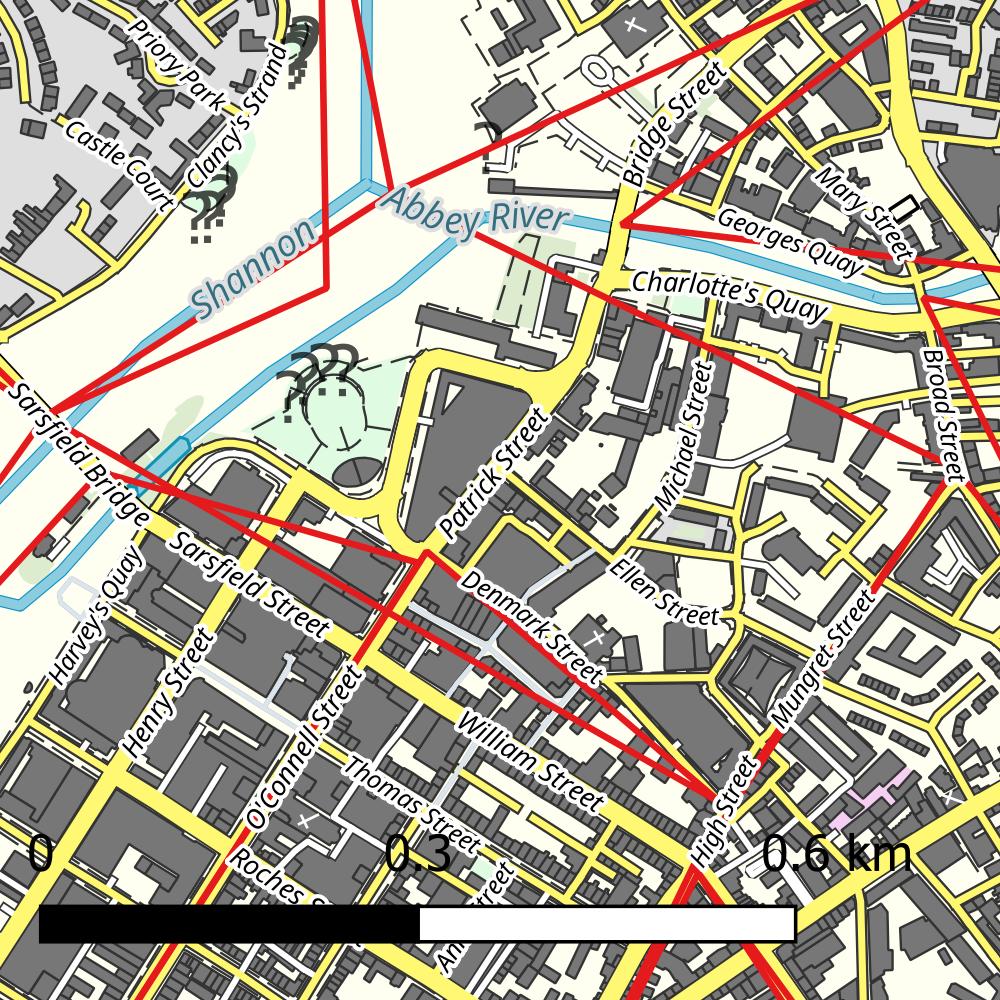 Priory Park
Clancy's Strand
Castle Court
Bridge Street
Mary Street
Abbey River
Georges Quay
Shannon
Charlotte's Quay
Broad Street
Michael Street
Patrick Street
Sarsfield Bridge
Sarsfield Street
Denmark Street
Ellen Street
Harvey's Quay
Henry Street
Mungret Street
O'Connell Street
William Street
Thomas Street
High Street
Roches S
0 0.3 0.6 km